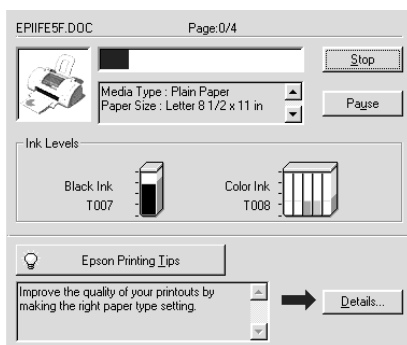 EPIIFE5F.DOC Page:0/4
Stop
Media Type : Plain Paper
Paper Size : Letter 8 1/2 x 11 in
Pause
Ink Levels
Black Ink
T007
Color Ink
T008
Epson Printing Tips
Improve the quality of your printouts by
making the right paper type setting.
Details...